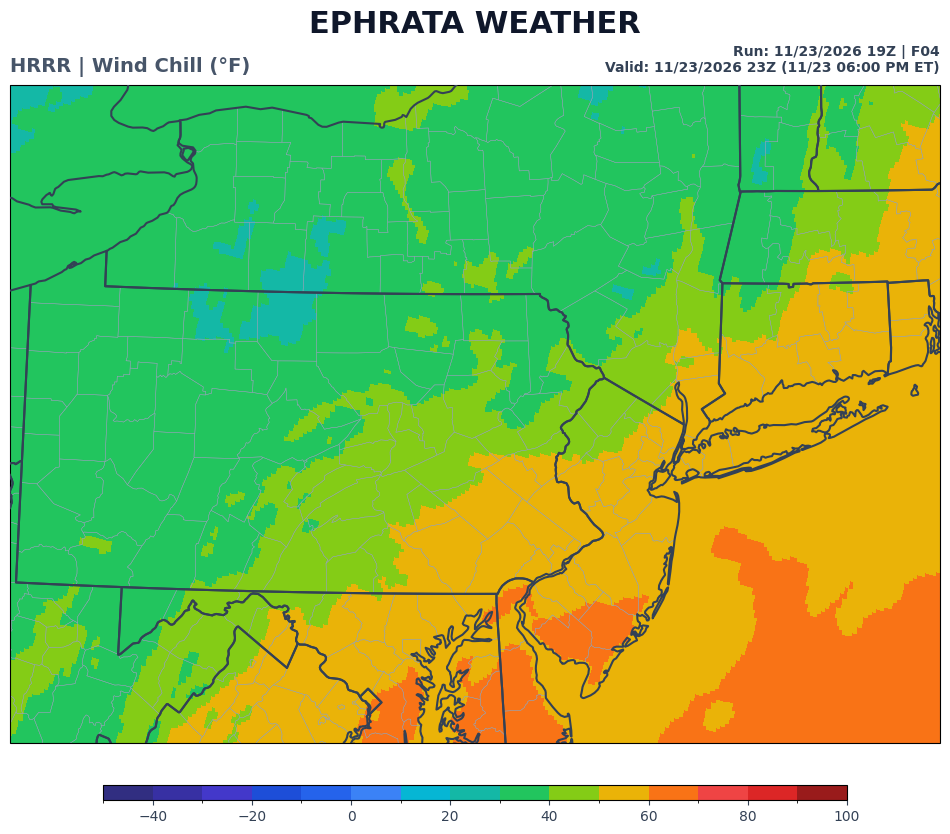 EPHRATA WEATHER
HRRR | Wind Chill (°F)
Run: 11/23/2026 19Z | F04
Valid: 11/23/2026 23Z (11/23 06:00 PM ET)
−40 −20 0 20 40 60 80 100